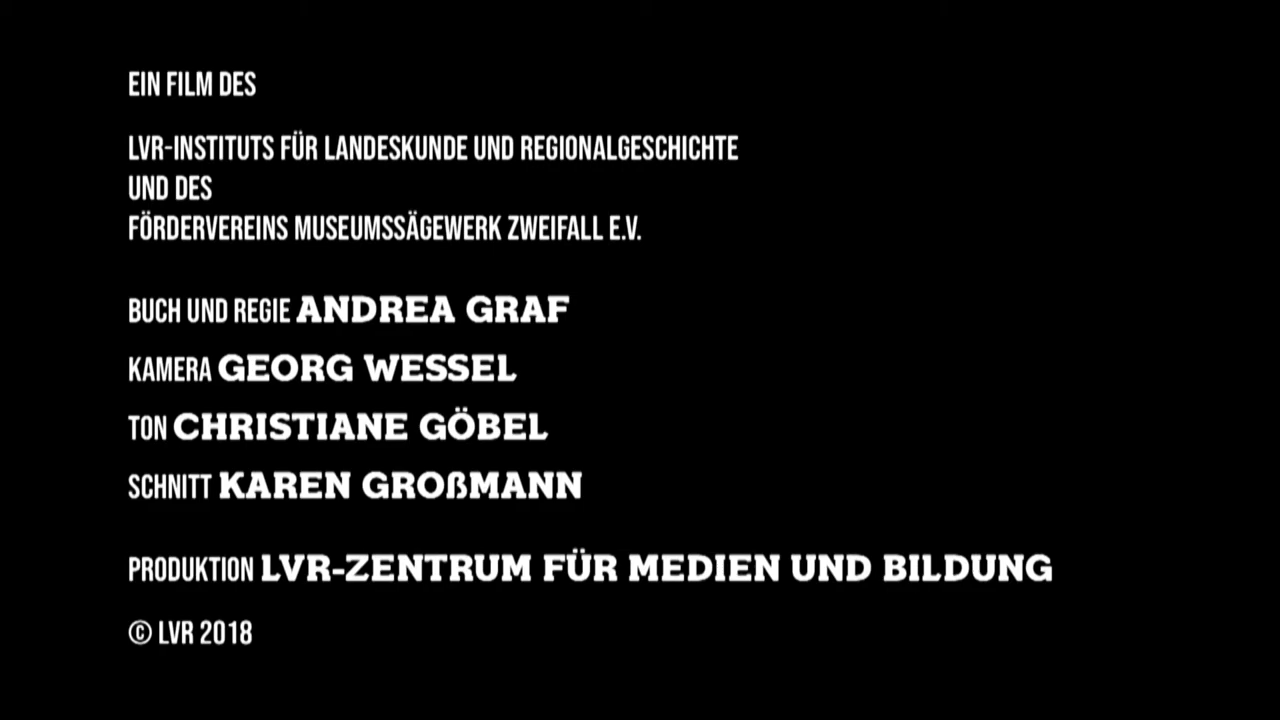 EIN FILM DES
LVR-INSTITUTS FÜR LANDESKUNDE UND REGIONALGESCHICHTE
UND DES
FÖRDERVEREINS MUSEUMSSÄGEWERK ZWEIFALL E.V.
BUCH UND REGIE ANDREA GRAF
KAMERA GEORG WESSEL
TON CHRISTIANE GÖBEL
SCHNITT KAREN GROßMANN
PRODUKTION LVR-ZENTRUM FÜR MEDIEN UND BILDUNG
© LVR 2018